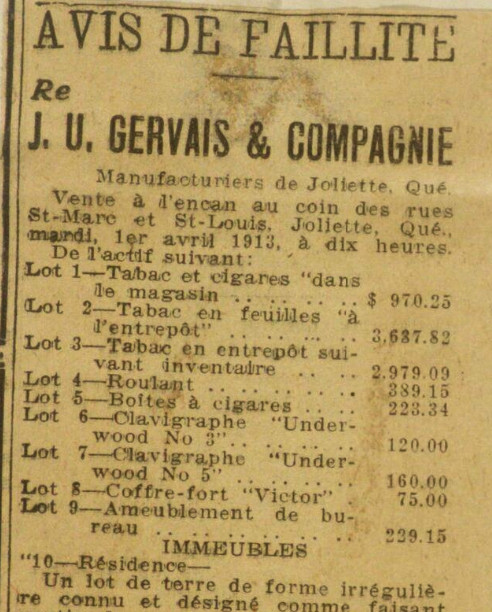 AVIS DE FAILLITE
Re
J. U. GERVAIS & COMPAGNIE
Manufacturiers de Joliette, Qué.
Vente à l'encan au coin des rues
St-Marc et St-Louis, Joliette, Qué.,
mardi, 1er avril 1913, à dix heures.
De l'actif suivant:
Lot 1—Tabac et cigares "dans
le magasin .. .. .. .. .. $ 970.25
Lot 2—Tabac en feuilles "à
l'entrepôt" .. .. .. .. .. 3,637.82
Lot 3—Tabac en entrepôt sui-
vant inventaire .. .. .. 2.979.09
Lot 4—Roulant .. .. .. .. .. 389.15
Lot 5—Boîtes à cigares .. .. 223.34
Lot 6—Clavigraphe "Under-
wood No 3" .. .. .. .. 120.00
Lot 7—Clavigraphe "Under-
wood No 5" .. .. .. .. 160.00
Lot 8—Coffre-fort "Victor" . 75.00
Lot 9—Ameublement de bu-
reau .. .. .. .. .. .. 229.15
IMMEUBLES
"10—Résidence—
Un lot de terre de forme irréguliè-
re connu et désigné comme faisant